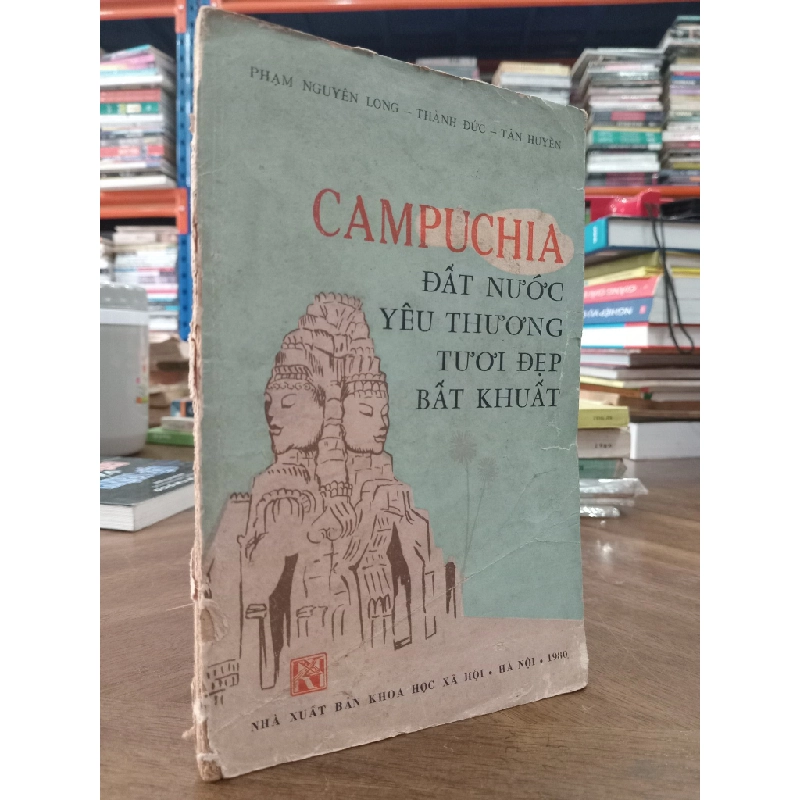 PHẠM NGUYÊN LONG – THÀNH ĐỨC – TÂN HUYỀN
CAMPUCHIA
ĐẤT NƯỚC
YÊU THƯƠNG
TƯƠI ĐẸP
BẤT KHUẤT
NHÀ XUẤT BẢN KHOA HỌC XÃ HỘI • HÀ NỘI • 1980